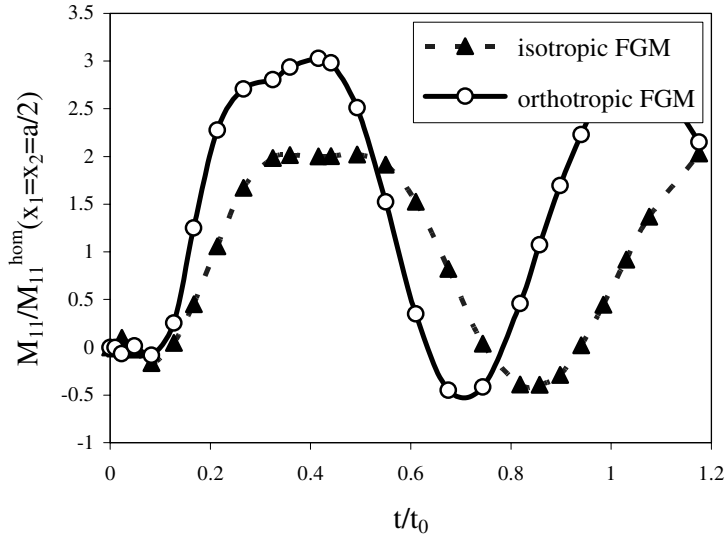 3.5
3
2.5
2
1.5
1
0.5
0
-0.5
-1
M₁₁/M₁₁ʰᵒᵐ(x₁=x₂=a/2)
isotropic FGM
orthotropic FGM
0 0.2 0.4 0.6 0.8 1 1.2
t/t₀